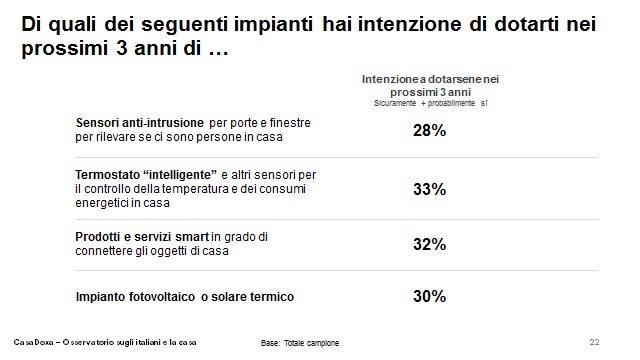 Di quali dei seguenti impianti hai intenzione di dotarti nei
prossimi 3 anni di …
Intenzione a dotarsene nei
prossimi 3 anni
Sicuramente + probabilmente sì
Sensori anti-intrusione per porte e finestre
per rilevare se ci sono persone in casa
28%
Termostato “intelligente” e altri sensori per
il controllo della temperatura e dei consumi
energetici in casa
33%
Prodotti e servizi smart in grado di
connettere gli oggetti di casa
32%
Impianto fotovoltaico o solare termico
30%
CasaDoxa – Osservatorio sugli italiani e la casa
Base: Totale campione
22